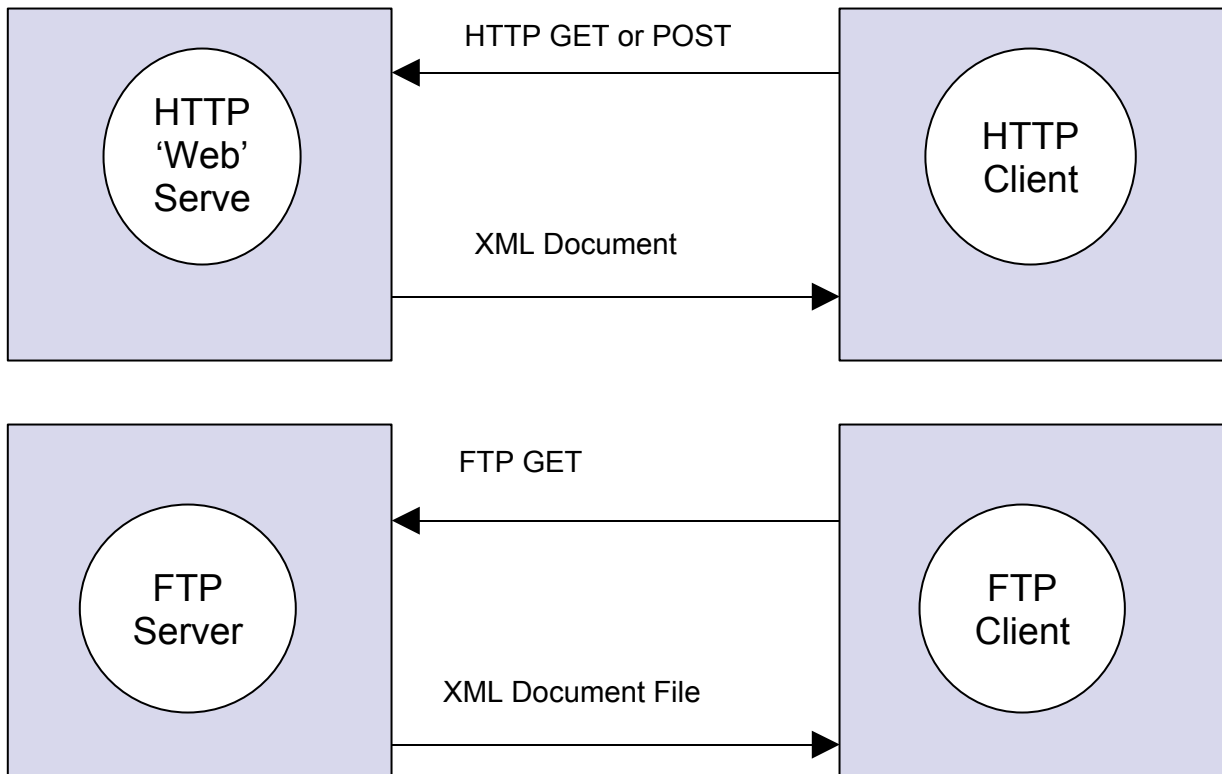 HTTP GET or POST
HTTP
‘Web’
Serve
HTTP
Client
XML Document
FTP GET
FTP
Server
FTP
Client
XML Document File